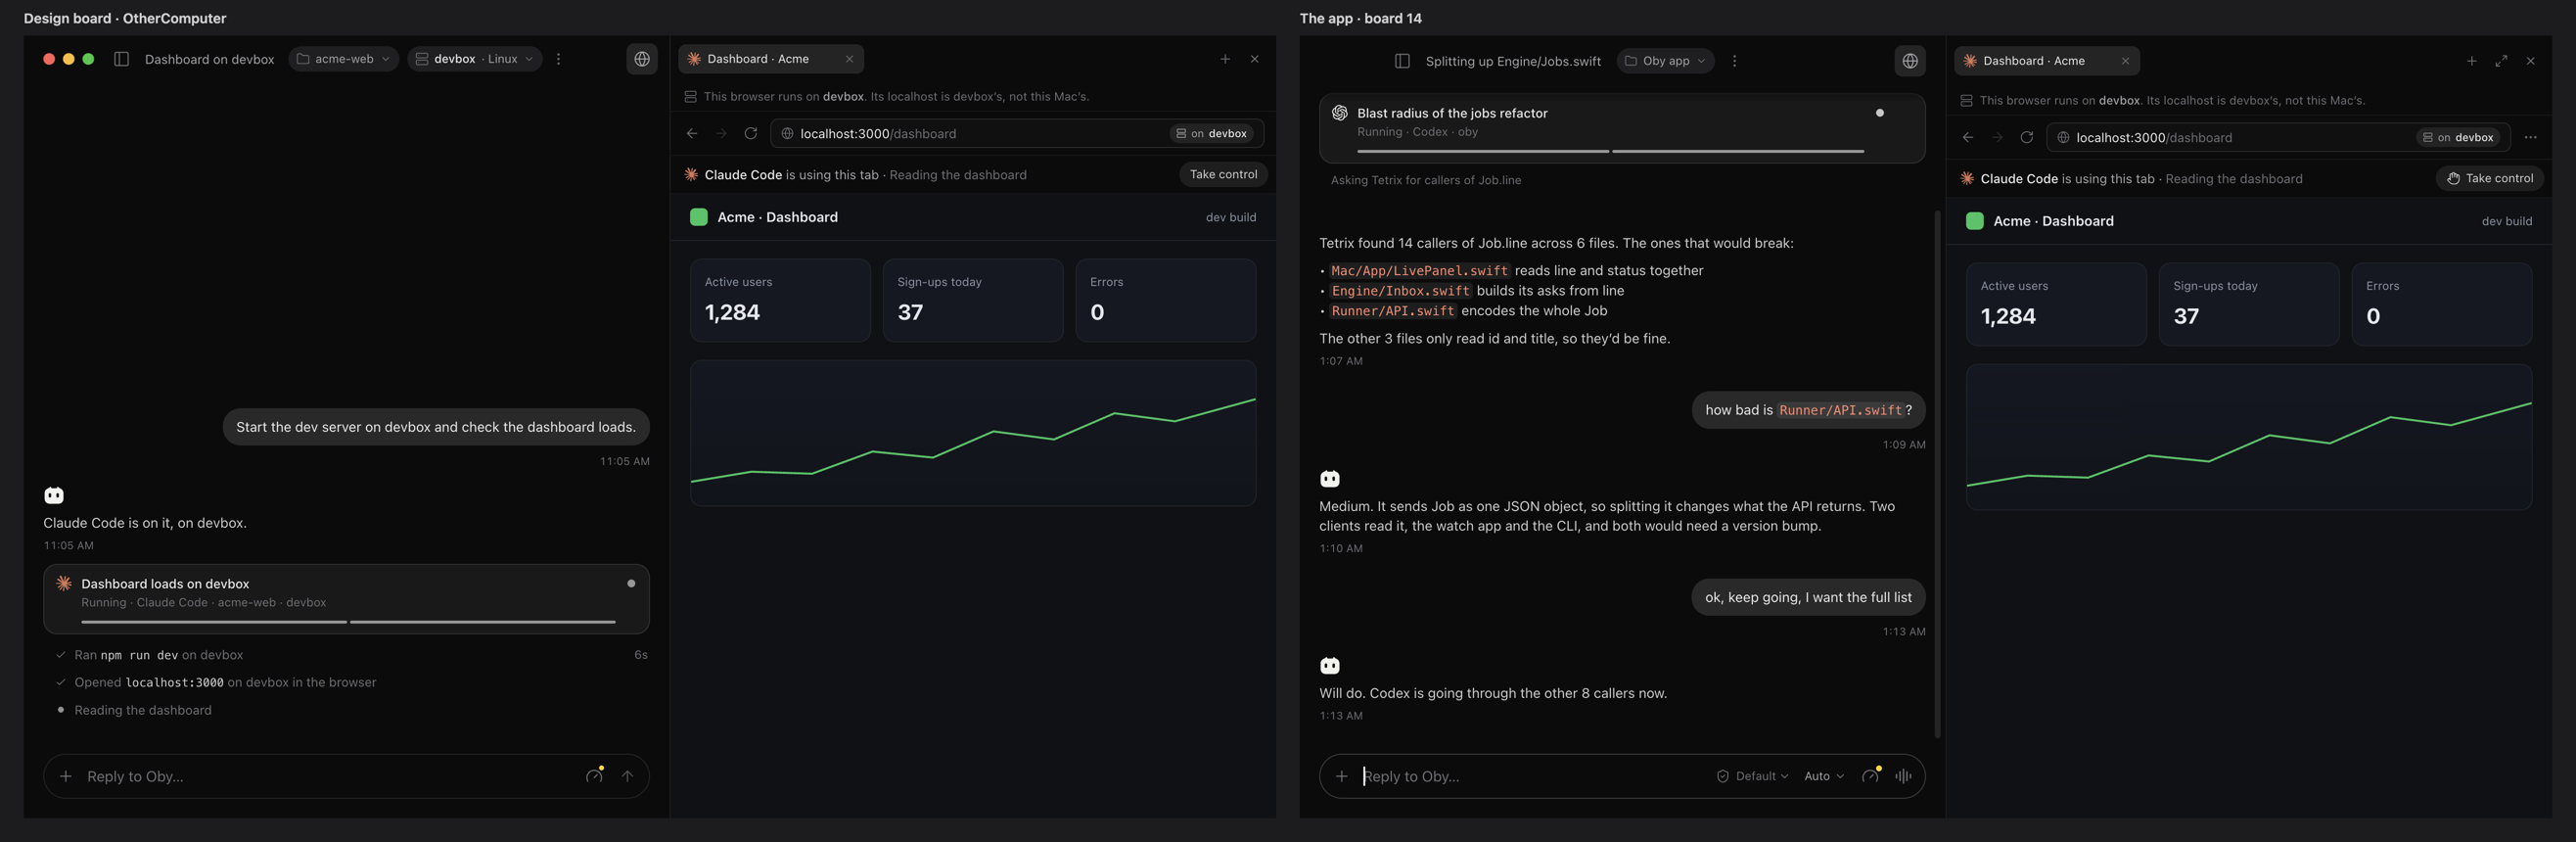 Design board · OtherComputer
Dashboard on devbox
acme-web
devbox · Linux
Start the dev server on devbox and check the dashboard loads.
11:05 AM
Claude Code is on it, on devbox.
11:05 AM
Dashboard loads on devbox
Running · Claude Code · acme-web · devbox
Ran npm run dev on devbox
6s
Opened localhost:3000 on devbox in the browser
Reading the dashboard
Reply to Oby...
Dashboard · Acme
This browser runs on devbox. Its localhost is devbox's, not this Mac's.
localhost:3000/dashboard
on devbox
Claude Code is using this tab · Reading the dashboard
Take control
Acme · Dashboard
dev build
Active users
1,284
Sign-ups today
37
Errors
0
The app · board 14
Splitting up Engine/Jobs.swift
Oby app
Blast radius of the jobs refactor
Running · Codex · oby
Asking Tetrix for callers of Job.line
Tetrix found 14 callers of Job.line across 6 files. The ones that would break:
• Mac/App/LivePanel.swift reads line and status together
• Engine/Inbox.swift builds its asks from line
• Runner/API.swift encodes the whole Job
The other 3 files only read id and title, so they'd be fine.
1:07 AM
how bad is Runner/API.swift?
1:09 AM
Medium. It sends Job as one JSON object, so splitting it changes what the API returns. Two
clients read it, the watch app and the CLI, and both would need a version bump.
1:10 AM
ok, keep going, I want the full list
1:13 AM
Will do. Codex is going through the other 8 callers now.
1:13 AM
Reply to Oby...
Default
Auto
Dashboard · Acme
This browser runs on devbox. Its localhost is devbox's, not this Mac's.
localhost:3000/dashboard
on devbox
Claude Code is using this tab · Reading the dashboard
Take control
Acme · Dashboard
dev build
Active users
1,284
Sign-ups today
37
Errors
0